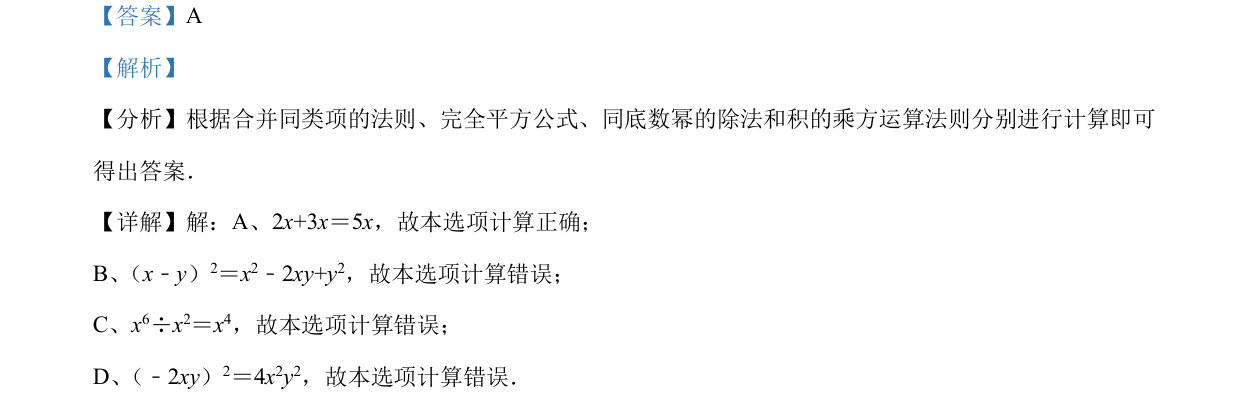 【答案】A
【解析】
【分析】根据合并同类项的法则、完全平方公式、同底数幂的除法和积的乘方运算法则分别进行计算即可
得出答案．
【详解】解：A、2x+3x＝5x，故本选项计算正确；
B、（x﹣y）²＝x²﹣2xy+y²，故本选项计算错误；
C、x⁶÷x²＝x⁴，故本选项计算错误；
D、（﹣2xy）²＝4x²y²，故本选项计算错误．